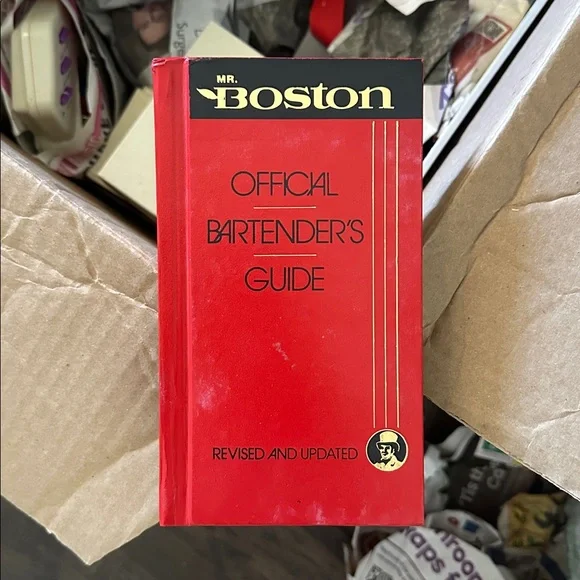 MR.
BOSTON
OFFICIAL
BARTENDER'S
GUIDE
REVISED AND UPDATED